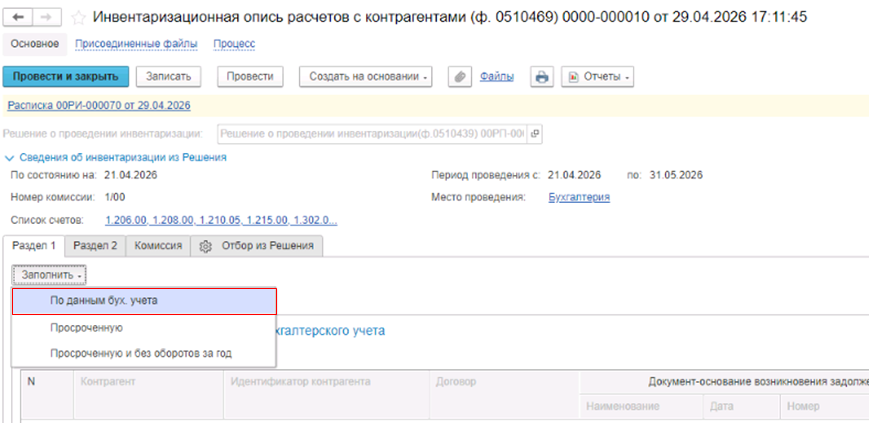 Инвентаризационная опись расчетов с контрагентами (ф. 0510469) 0000-000010 от 29.04.2026 17:11:45
Основное Присоединенные файлы Процесс
Провести и закрыть Записать Провести Создать на основании Файлы Отчеты
Расписка 00РИ-000070 от 29.04.2026
Решение о проведении инвентаризации: Решение о проведении инвентаризации(ф.0510439) 00РП-00
Сведения об инвентаризации из Решения
По состоянию на: 21.04.2026 Период проведения с: 21.04.2026 по: 31.05.2026
Номер комиссии: 1/00 Место проведения: Бухгалтерия
Список счетов: 1.206.00, 1.208.00, 1.210.05, 1.215.00, 1.302.0...
Раздел 1 Раздел 2 Комиссия Отбор из Решения
Заполнить
По данным бух. учета
Просроченную хгалтерского учета
Просроченную и без оборотов за год
N Контрагент Идентификатор контрагента Договор Документ-основание возникновения задолже
Наименование Дата Номер